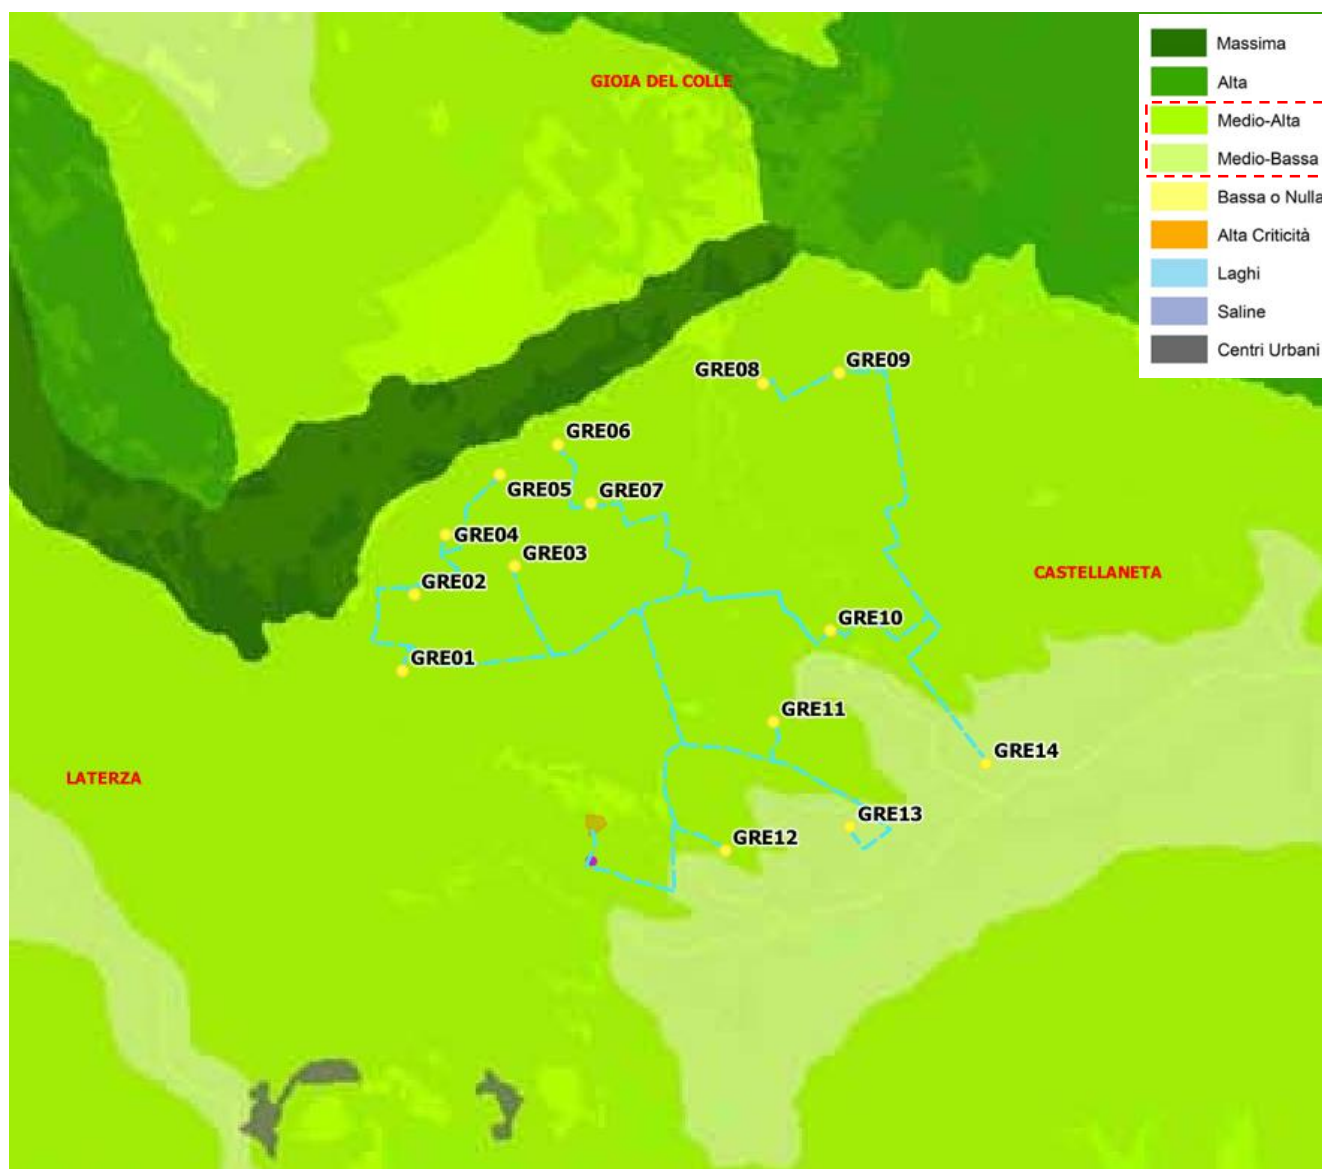 Massima
Alta
Medio-Alta
Medio-Bassa
Bassa o Nulla
Alta Criticità
Laghi
Saline
Centri Urbani
GIOIA DEL COLLE
GRE08
GRE09
GRE06
GRE05
GRE07
GRE04
GRE03
GRE02
CASTELLANETA
GRE10
GRE01
GRE11
GRE14
LATERZA
GRE13
GRE12